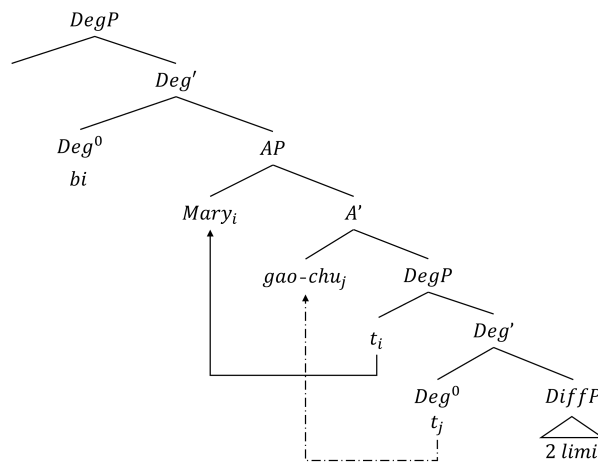 DegP
Deg'
Deg⁰ AP
bi
Maryᵢ A’
gao-chuⱼ DegP
tᵢ Deg’
Deg⁰ DiffP
tⱼ
2 limi